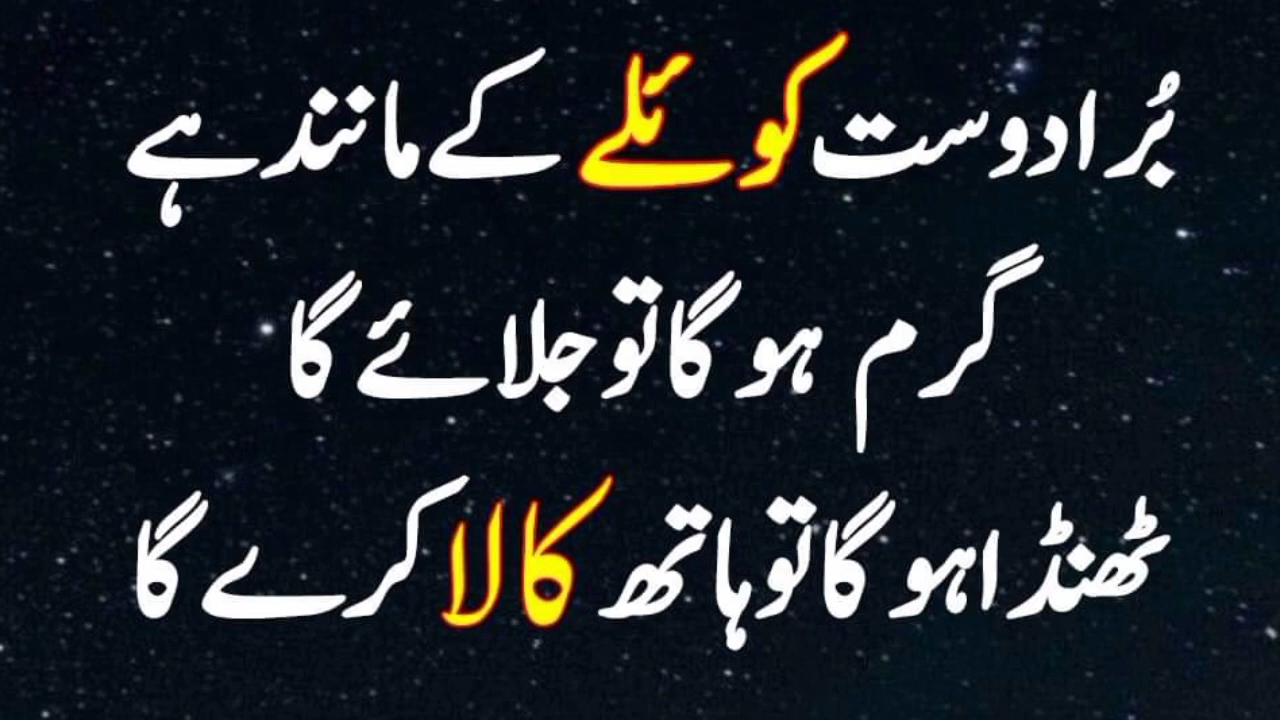 بُرا دوست کوئلے کے مانند ہے
گرم ہو گا تو جلائے گا
ٹھنڈا ہو گا تو ہاتھ کالا کرے گا